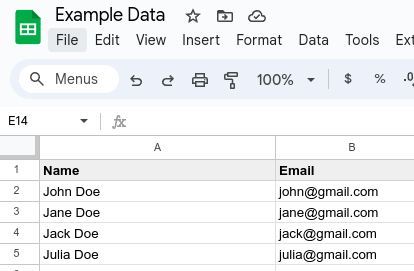 Example Data
File Edit View Insert Format Data Tools Ext
Menus 100% $ % .0
E14 fx
A B
1 Name Email
2 John Doe john@gmail.com
3 Jane Doe jane@gmail.com
4 Jack Doe jack@gmail.com
5 Julia Doe julia@gmail.com